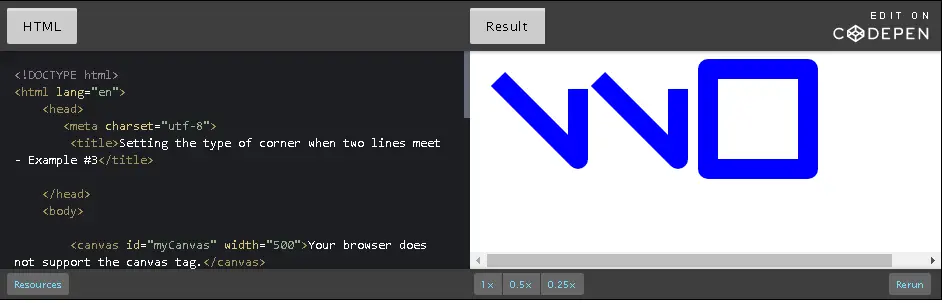 HTML
Result
EDIT ON
CODEPEN
<!DOCTYPE html>
<html lang="en">
<head>
<meta charset="utf-8">
<title>Setting the type of corner when two lines meet
- Example #3</title>
</head>
<body>
<canvas id="myCanvas" width="500">Your browser does
not support the canvas tag.</canvas>
Resources
1×
0.5×
0.25×
Rerun